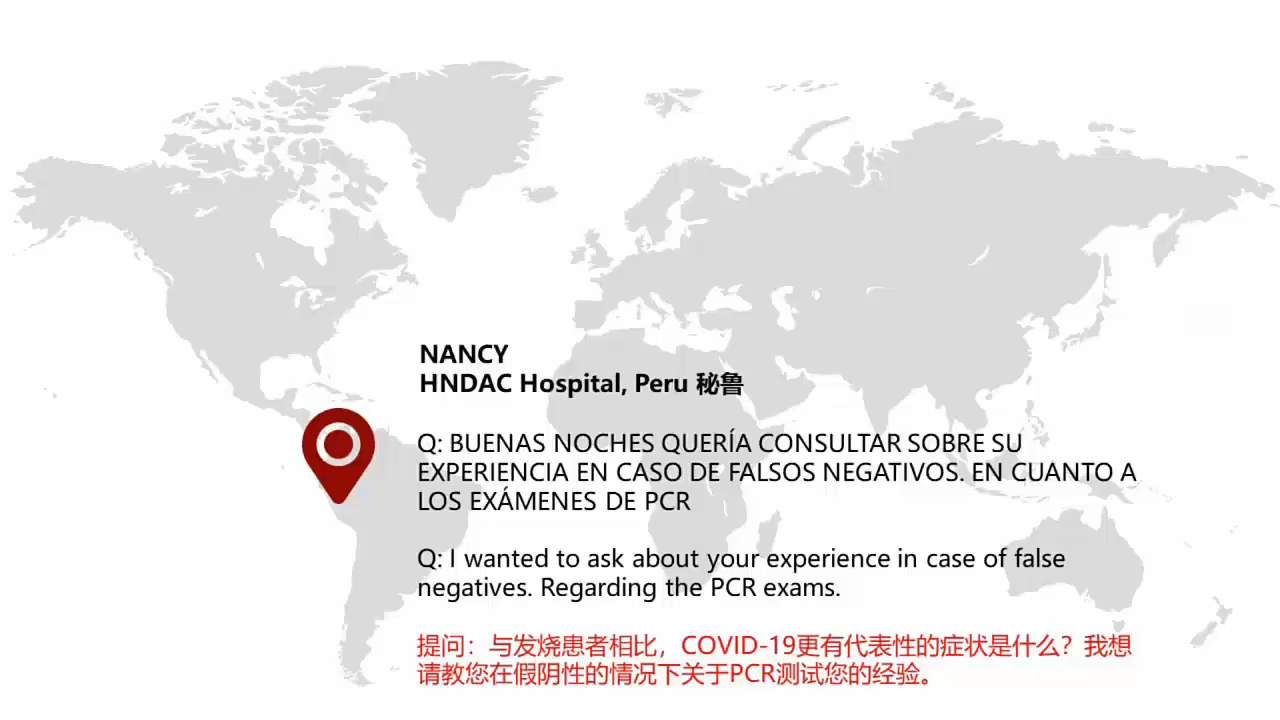 NANCY
HNDAC Hospital, Peru 秘鲁
Q: BUENAS NOCHES QUERÍA CONSULTAR SOBRE SU
EXPERIENCIA EN CASO DE FALSOS NEGATIVOS. EN CUANTO A
LOS EXÁMENES DE PCR
Q: I wanted to ask about your experience in case of false
negatives. Regarding the PCR exams.
提问：与发烧患者相比，COVID-19更有代表性的症状是什么？我想
请教您在假阴性的情况下关于PCR测试您的经验。